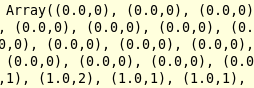 Array((0.0,0), (0.0,0), (0.0,0)
, (0.0,0), (0.0,0), (0.0,0), (0.
0,0), (0.0,0), (0.0,0), (0.0,0),
(0.0,0), (0.0,0), (0.0,0), (0.0
,1), (1.0,2), (1.0,1), (1.0,1),